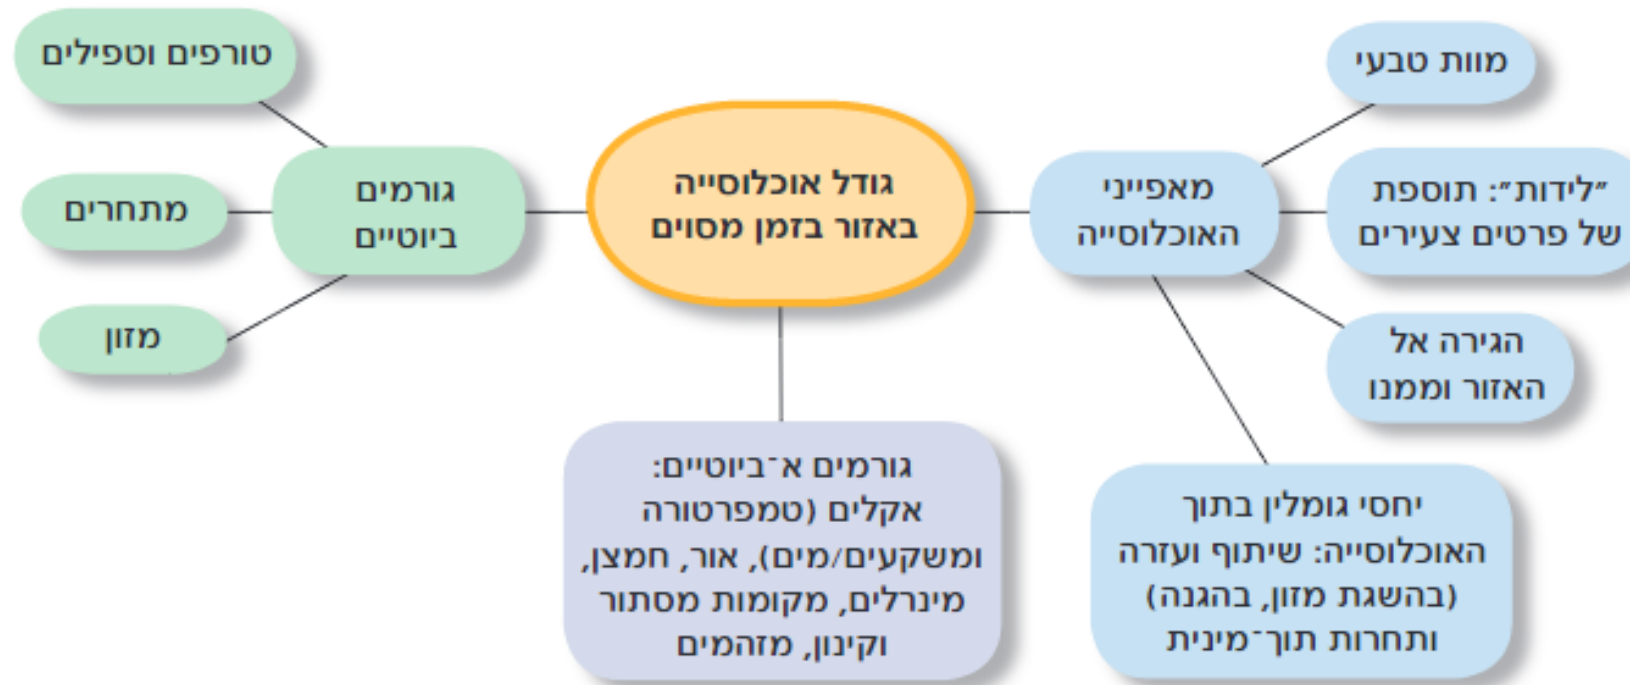 גודל אוכלוסייה
באזור בזמן מסוים
מאפייני
האוכלוסייה
מוות טבעי
״לידות״: תוספת
של פרטים צעירים
הגירה אל
האזור וממנו
יחסי גומלין בתוך
האוכלוסייה: שיתוף ועזרה
(בהשגת מזון, בהגנה)
ותחרות תוך־מינית
גורמים א־ביוטיים:
אקלים (טמפרטורה
ומשקעים/מים), אור, חמצן,
מינרלים, מקומות מסתור
וקינון, מזהמים
גורמים
ביוטיים
טורפים וטפילים
מתחרים
מזון